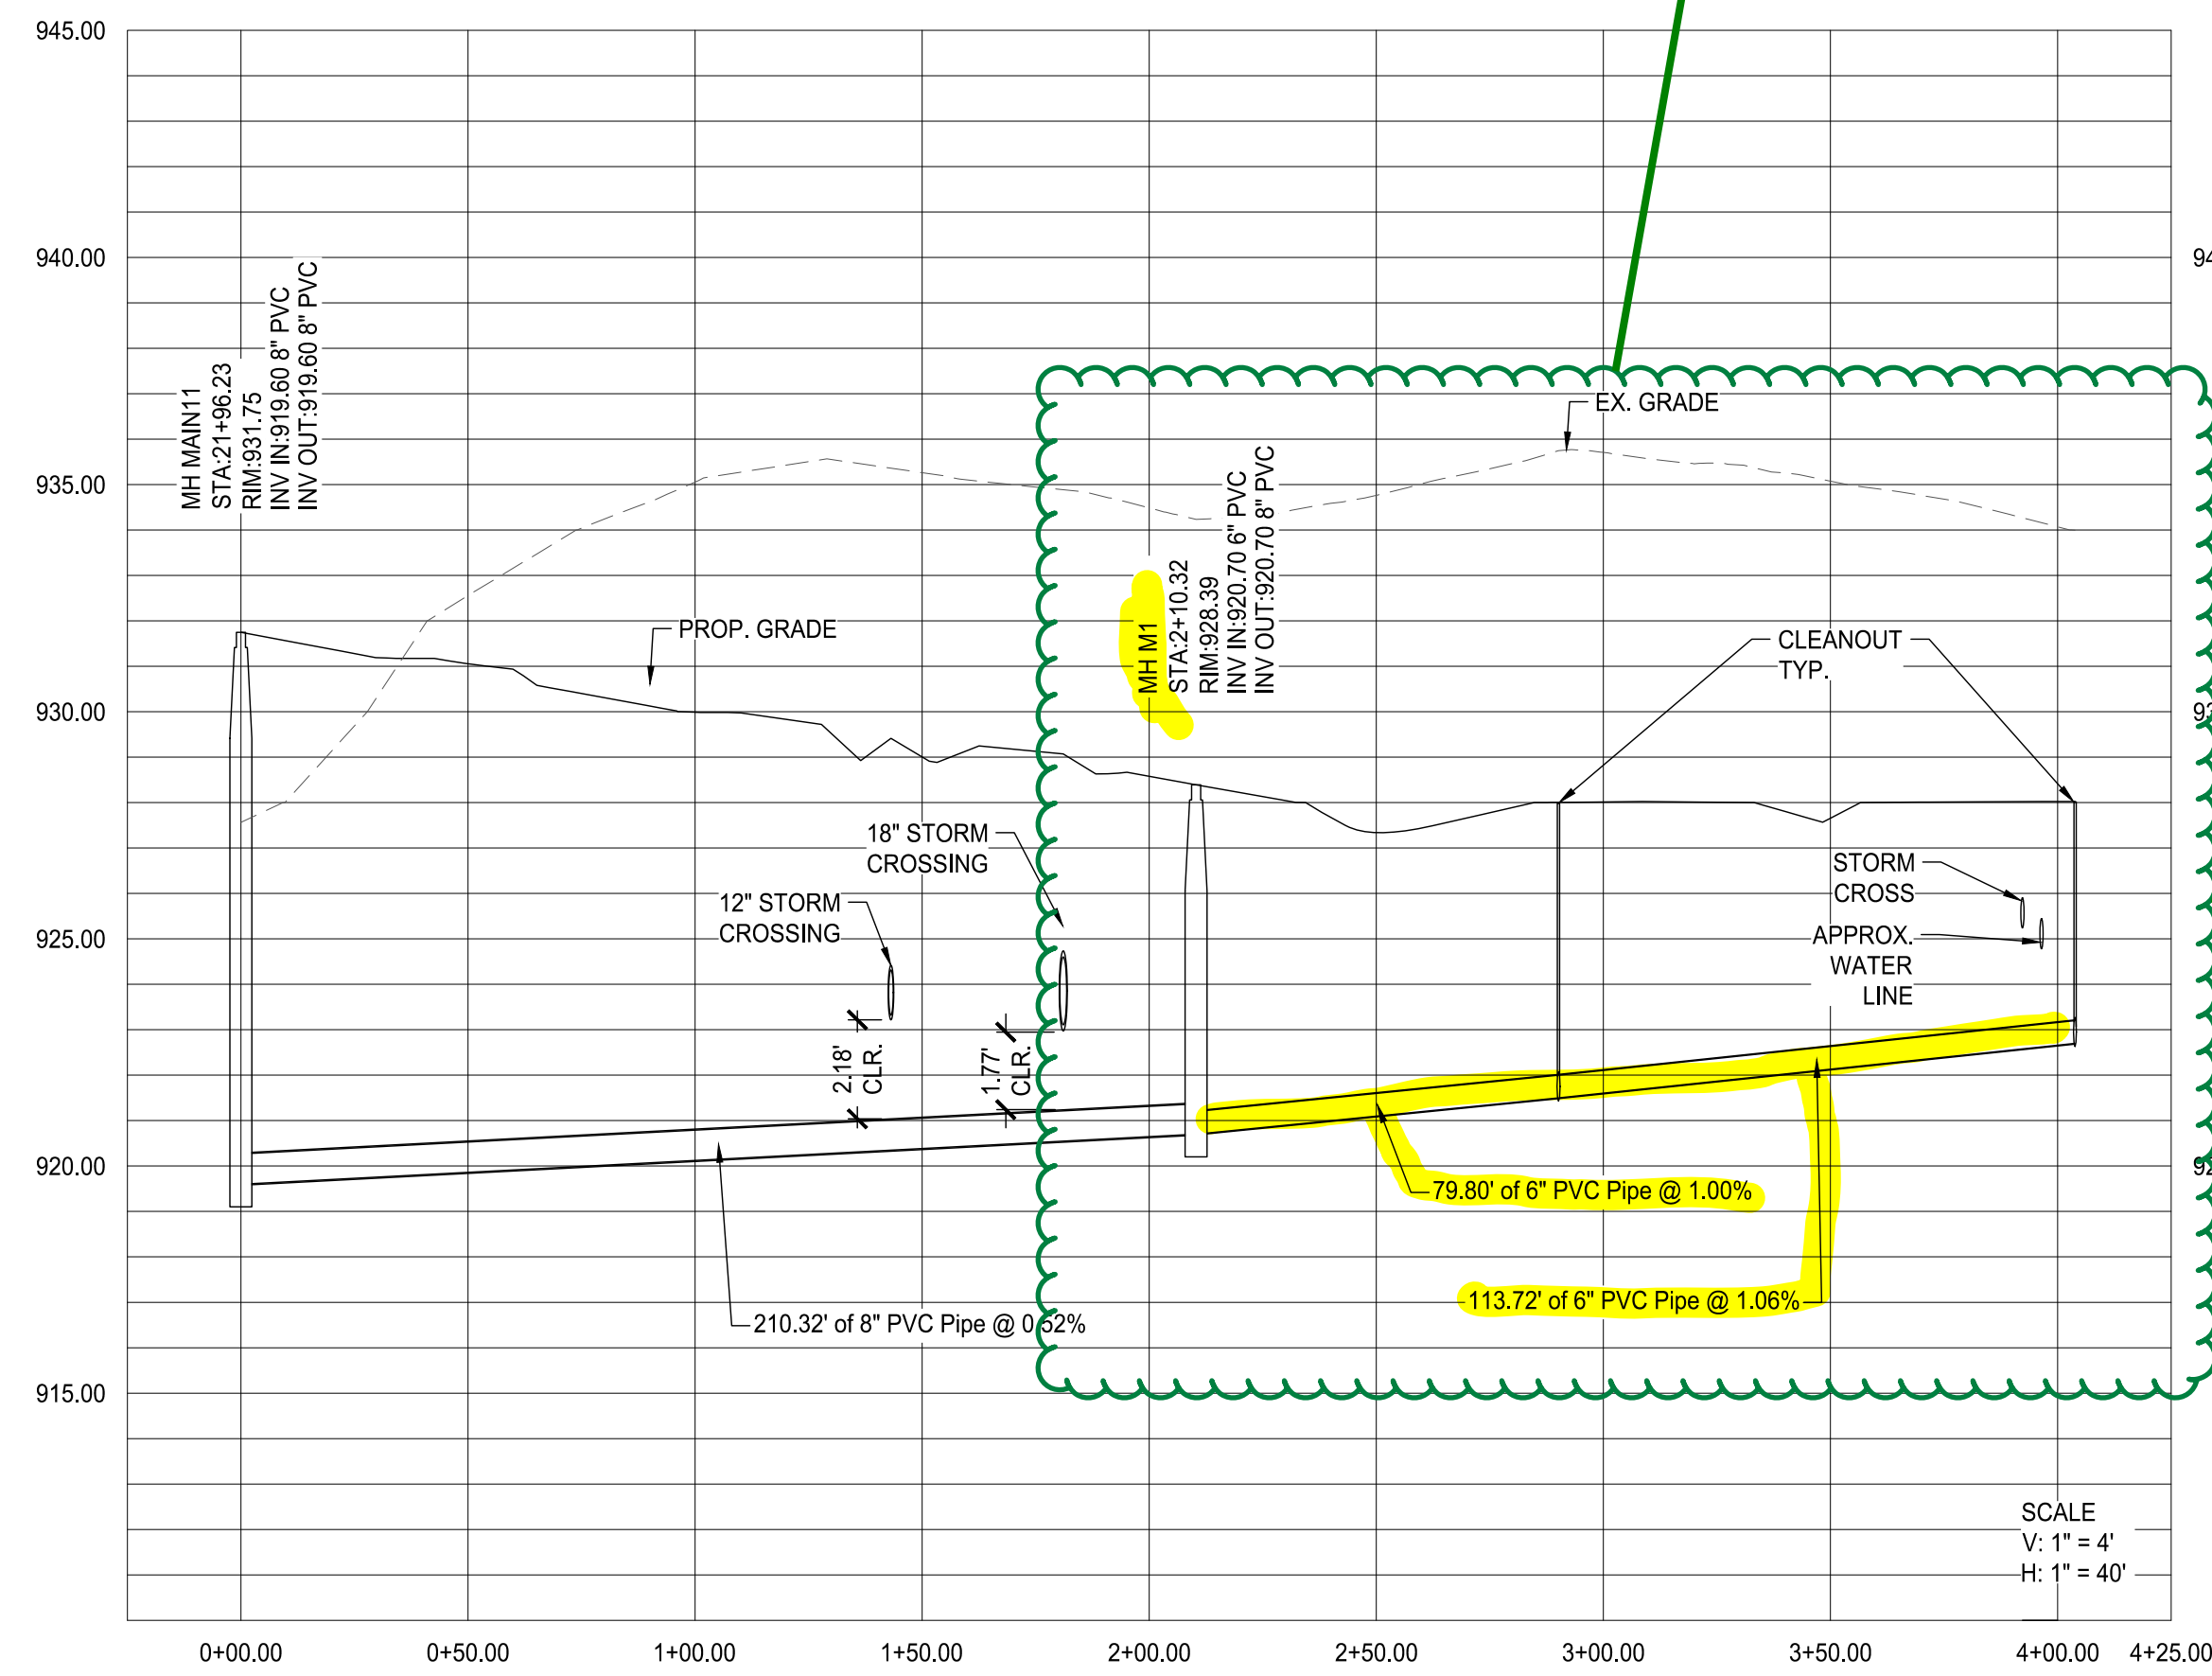 945.00
940.00
935.00
930.00
925.00
920.00
915.00
MH MAIN11
STA:21+96.23
RIM:931.75
INV IN:919.60 8" PVC
INV OUT:919.60 8" PVC
PROP. GRADE
EX. GRADE
MH M1
STA:2+10.32
RIM:928.39
INV IN:920.70 6" PVC
INV OUT:920.70 8" PVC
CLEANOUT
TYP.
18" STORM
CROSSING
12" STORM
CROSSING
STORM
CROSS
APPROX.
WATER
LINE
2.18'
CLR.
1.77'
CLR.
79.80' of 6" PVC Pipe @ 1.00%
113.72' of 6" PVC Pipe @ 1.06%
210.32' of 8" PVC Pipe @ 0.52%
SCALE
V: 1" = 4'
H: 1" = 40'
0+00.00 0+50.00 1+00.00 1+50.00 2+00.00 2+50.00 3+00.00 3+50.00 4+00.00 4+25.00